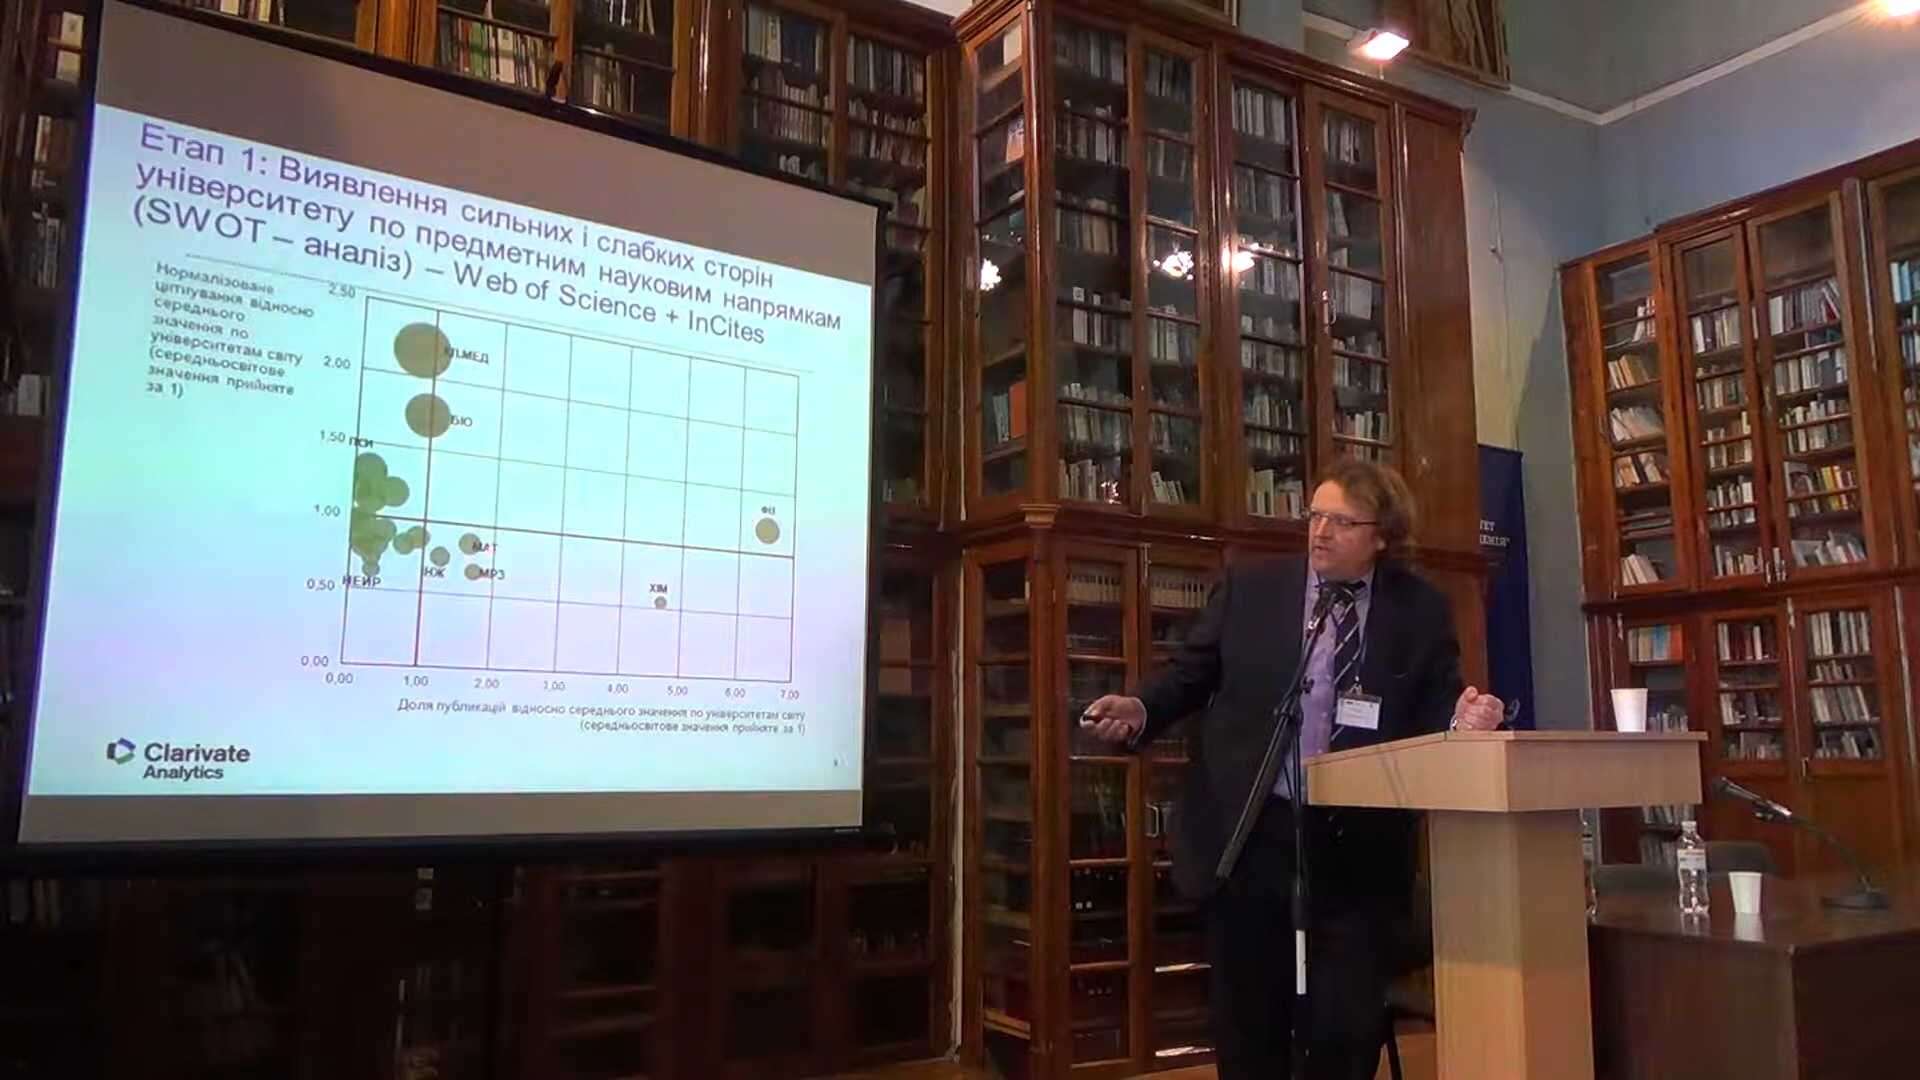 Етап 1: Виявлення сильних і слабких сторін
університету по предметним науковим напрямкам
(SWOT – аналіз) – Web of Science + InCites
Нормалізоване
цитування відносно
середнього
значення по
університетам світу
(середньосвітове
значення прийняте
за 1)
2,50
2,00
1,50
1,00
0,50
0,00
БІО
ПСИ
ФІЗ
МАТ
НЖ
МРЗ
НЕЙР
ХІМ
0,00 1,00 2,00 3,00 4,00 5,00 6,00 7,00
Доля публикацій відносно середнього значення по університетам світу
(середньосвітове значення прийняте за 1)
Clarivate
Analytics